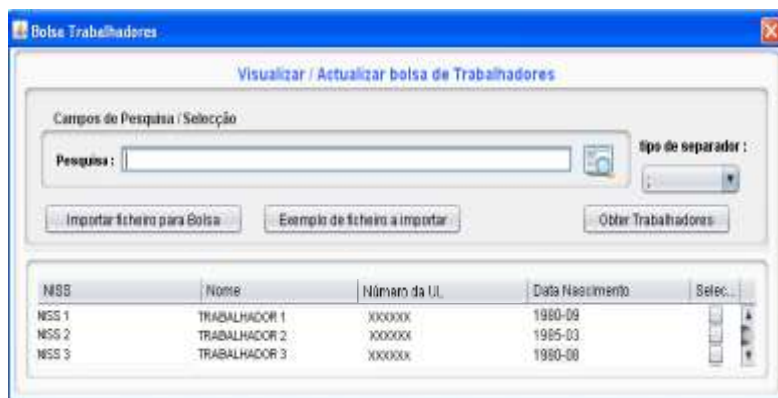 Bolsa Trabalhadores
Visualizar / Actualizar bolsa de Trabalhadores
Campos de Pesquisa / Selecção
Pesquisa :
tipo de separador :
;
Importar ficheiro para Bolsa Exemplo de ficheiro a importar Obter Trabalhadores
NISS Nome Número da UL Data Nascimento Selec...
NISS 1 TRABALHADOR 1 XXXXXX 1980-09
NISS 2 TRABALHADOR 2 XXXXXX 1985-03
NISS 3 TRABALHADOR 3 XXXXXX 1980-08